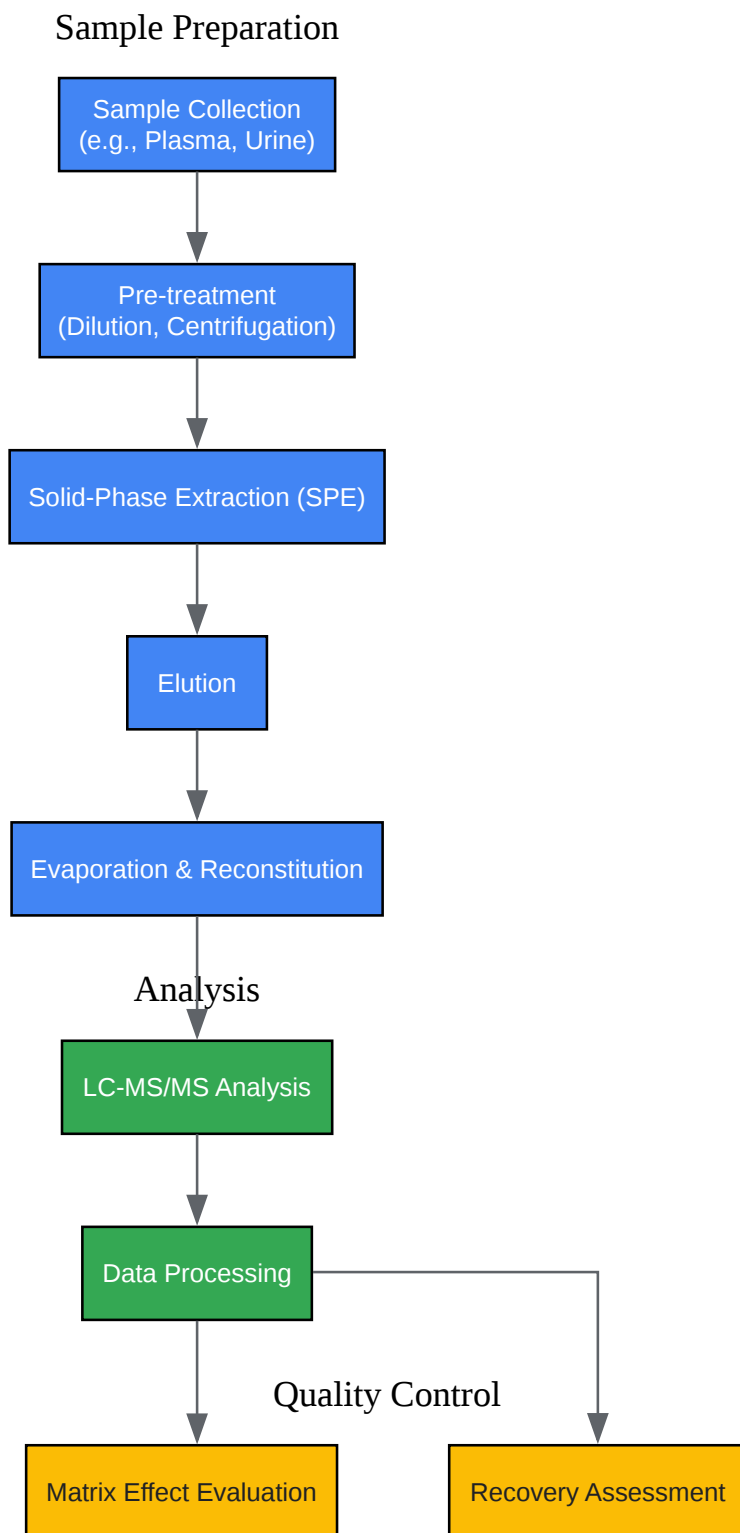 Sample Preparation
Sample Collection
(e.g., Plasma, Urine)
Pre-treatment
(Dilution, Centrifugation)
Solid-Phase Extraction (SPE)
Elution
Evaporation & Reconstitution
Analysis
LC-MS/MS Analysis
Data Processing
Quality Control
Matrix Effect Evaluation
Recovery Assessment